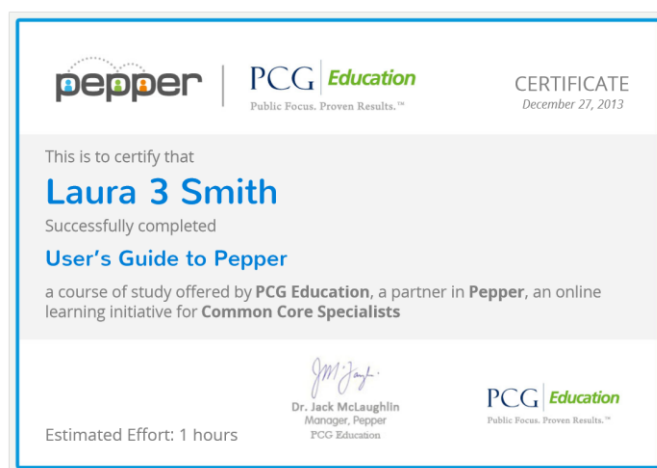 pepper
PCG Education
Public Focus. Proven Results.™
CERTIFICATE
December 27, 2013
This is to certify that
Laura 3 Smith
Successfully completed
User's Guide to Pepper
a course of study offered by PCG Education, a partner in Pepper, an online
learning initiative for Common Core Specialists
Dr. Jack McLaughlin
Manager, Pepper
PCG Education
Estimated Effort: 1 hours
PCG Education
Public Focus. Proven Results.™